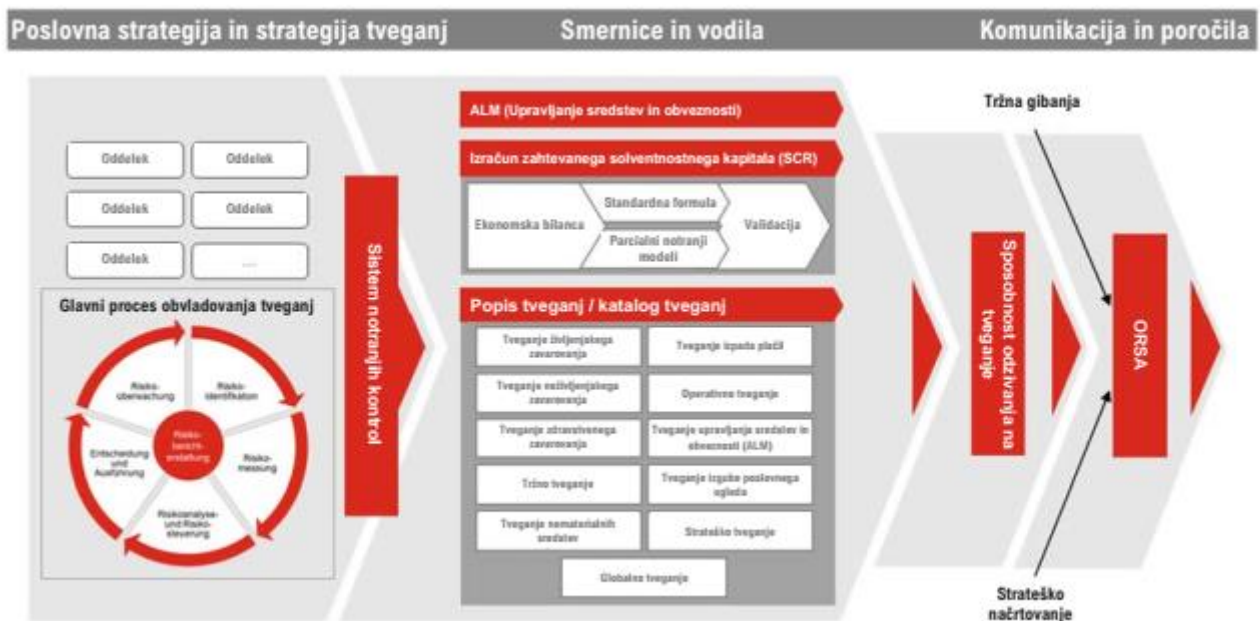 Poslovna strategija in strategija tveganj
Smernice in vodila
Komunikacija in poročila
Oddelek
Oddelek
Oddelek
Oddelek
Oddelek
....
Glavni proces obvladovanja tveganj
Risiko-
überwachung
Risiko-
identifikation
Risiko-
bericht-
erstattung
Entscheidung
und
Ausführung
Risiko-
messung
Risikoanalyse-
und Risiko-
steuerung
Sistem notranjih kontrol
ALM (Upravljanje sredstev in obveznosti)
Izračun zahtevanega solventnostnega kapitala (SCR)
Ekonomska bilanca
Standardna formula
Parcialni notranji
modeli
Validacija
Popis tveganj / katalog tveganj
Tveganje življenjskega
zavarovanja
Tveganje izpada plačil
Tveganje neživljenjskega
zavarovanja
Operativno tveganje
Tveganje zdravstvenega
zavarovanja
Tveganje upravljanja sredstev in
obveznosti (ALM)
Tržno tveganje
Tveganje izgube poslovnega
ugleda
Tveganje nematerialnih
sredstev
Strateško tveganje
Globalno tveganje
Sposobnost odzivanja na
tveganje
Tržna gibanja
ORSA
Strateško
načrtovanje